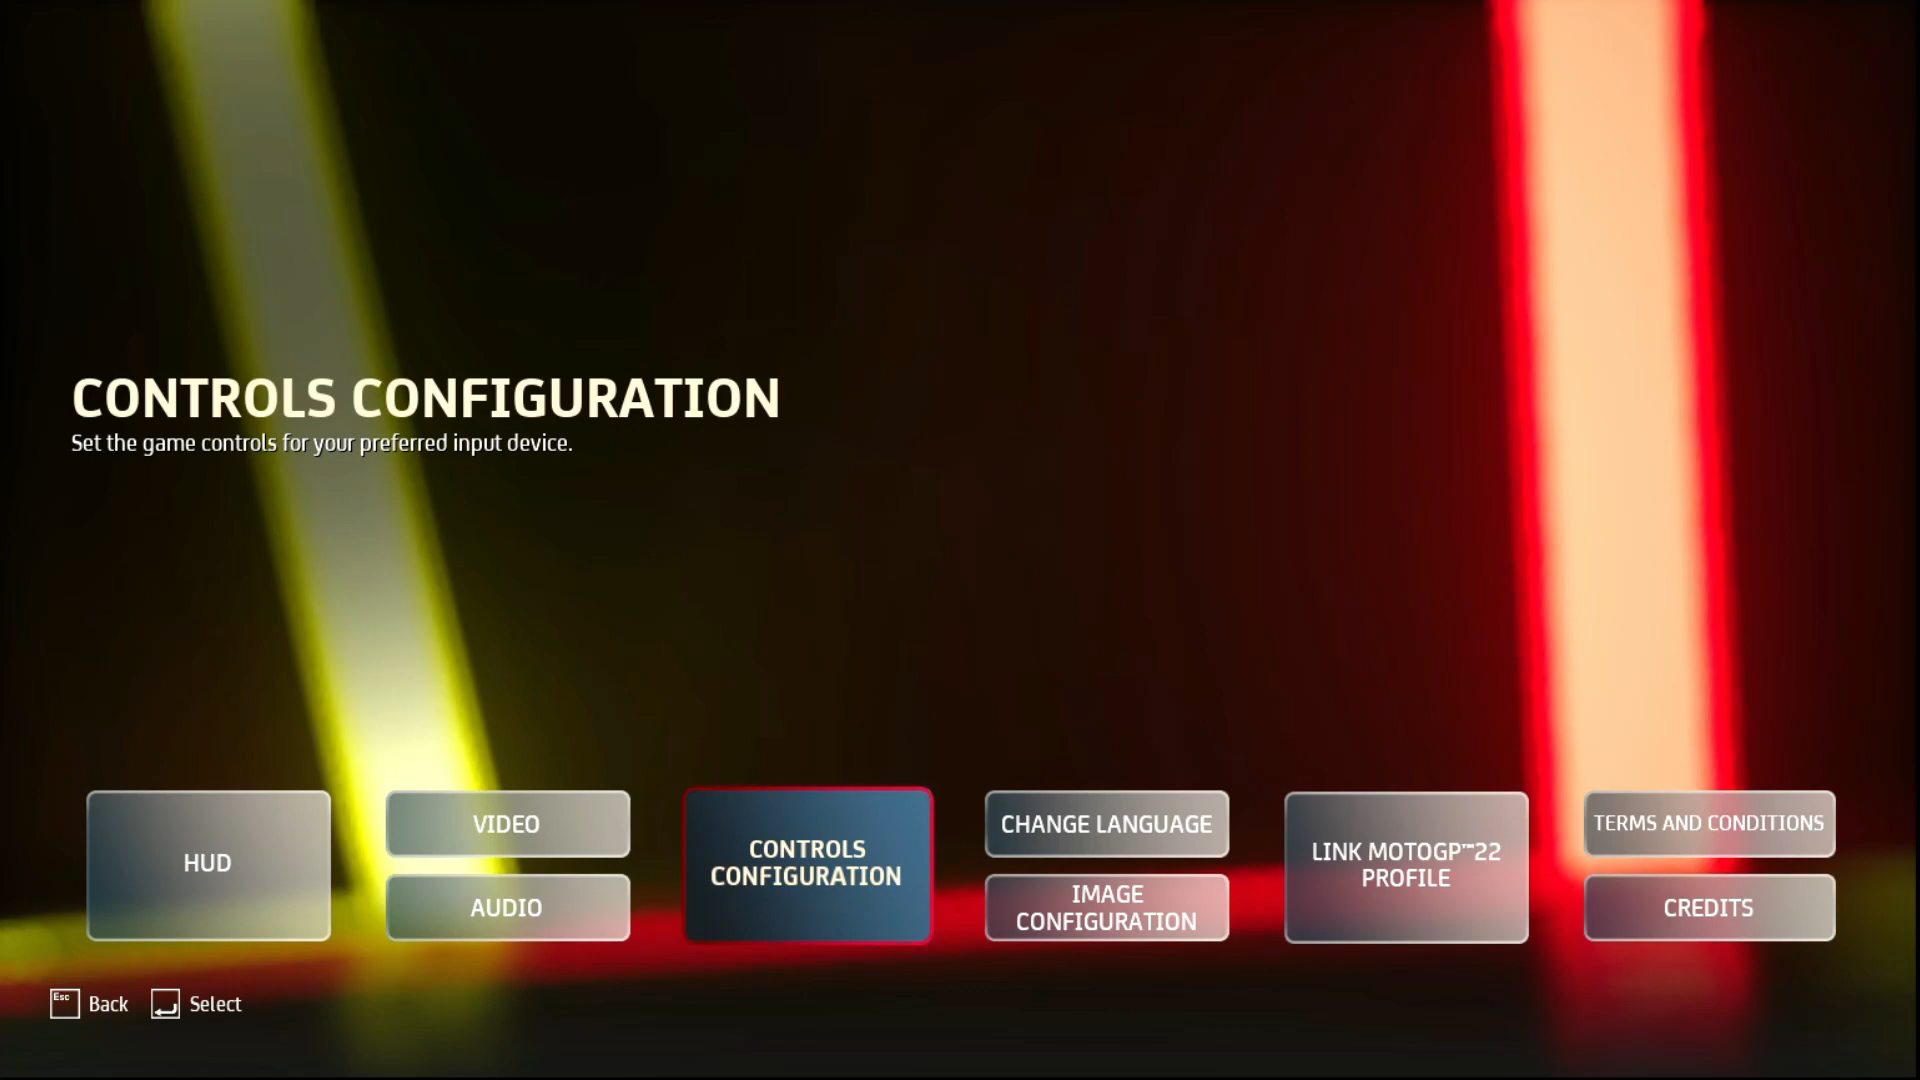 CONTROLS CONFIGURATION
Set the game controls for your preferred input device.
HUD
VIDEO
AUDIO
CONTROLS
CONFIGURATION
CHANGE LANGUAGE
IMAGE
CONFIGURATION
LINK MOTOGP™22
PROFILE
TERMS AND CONDITIONS
CREDITS
Esc Back Select